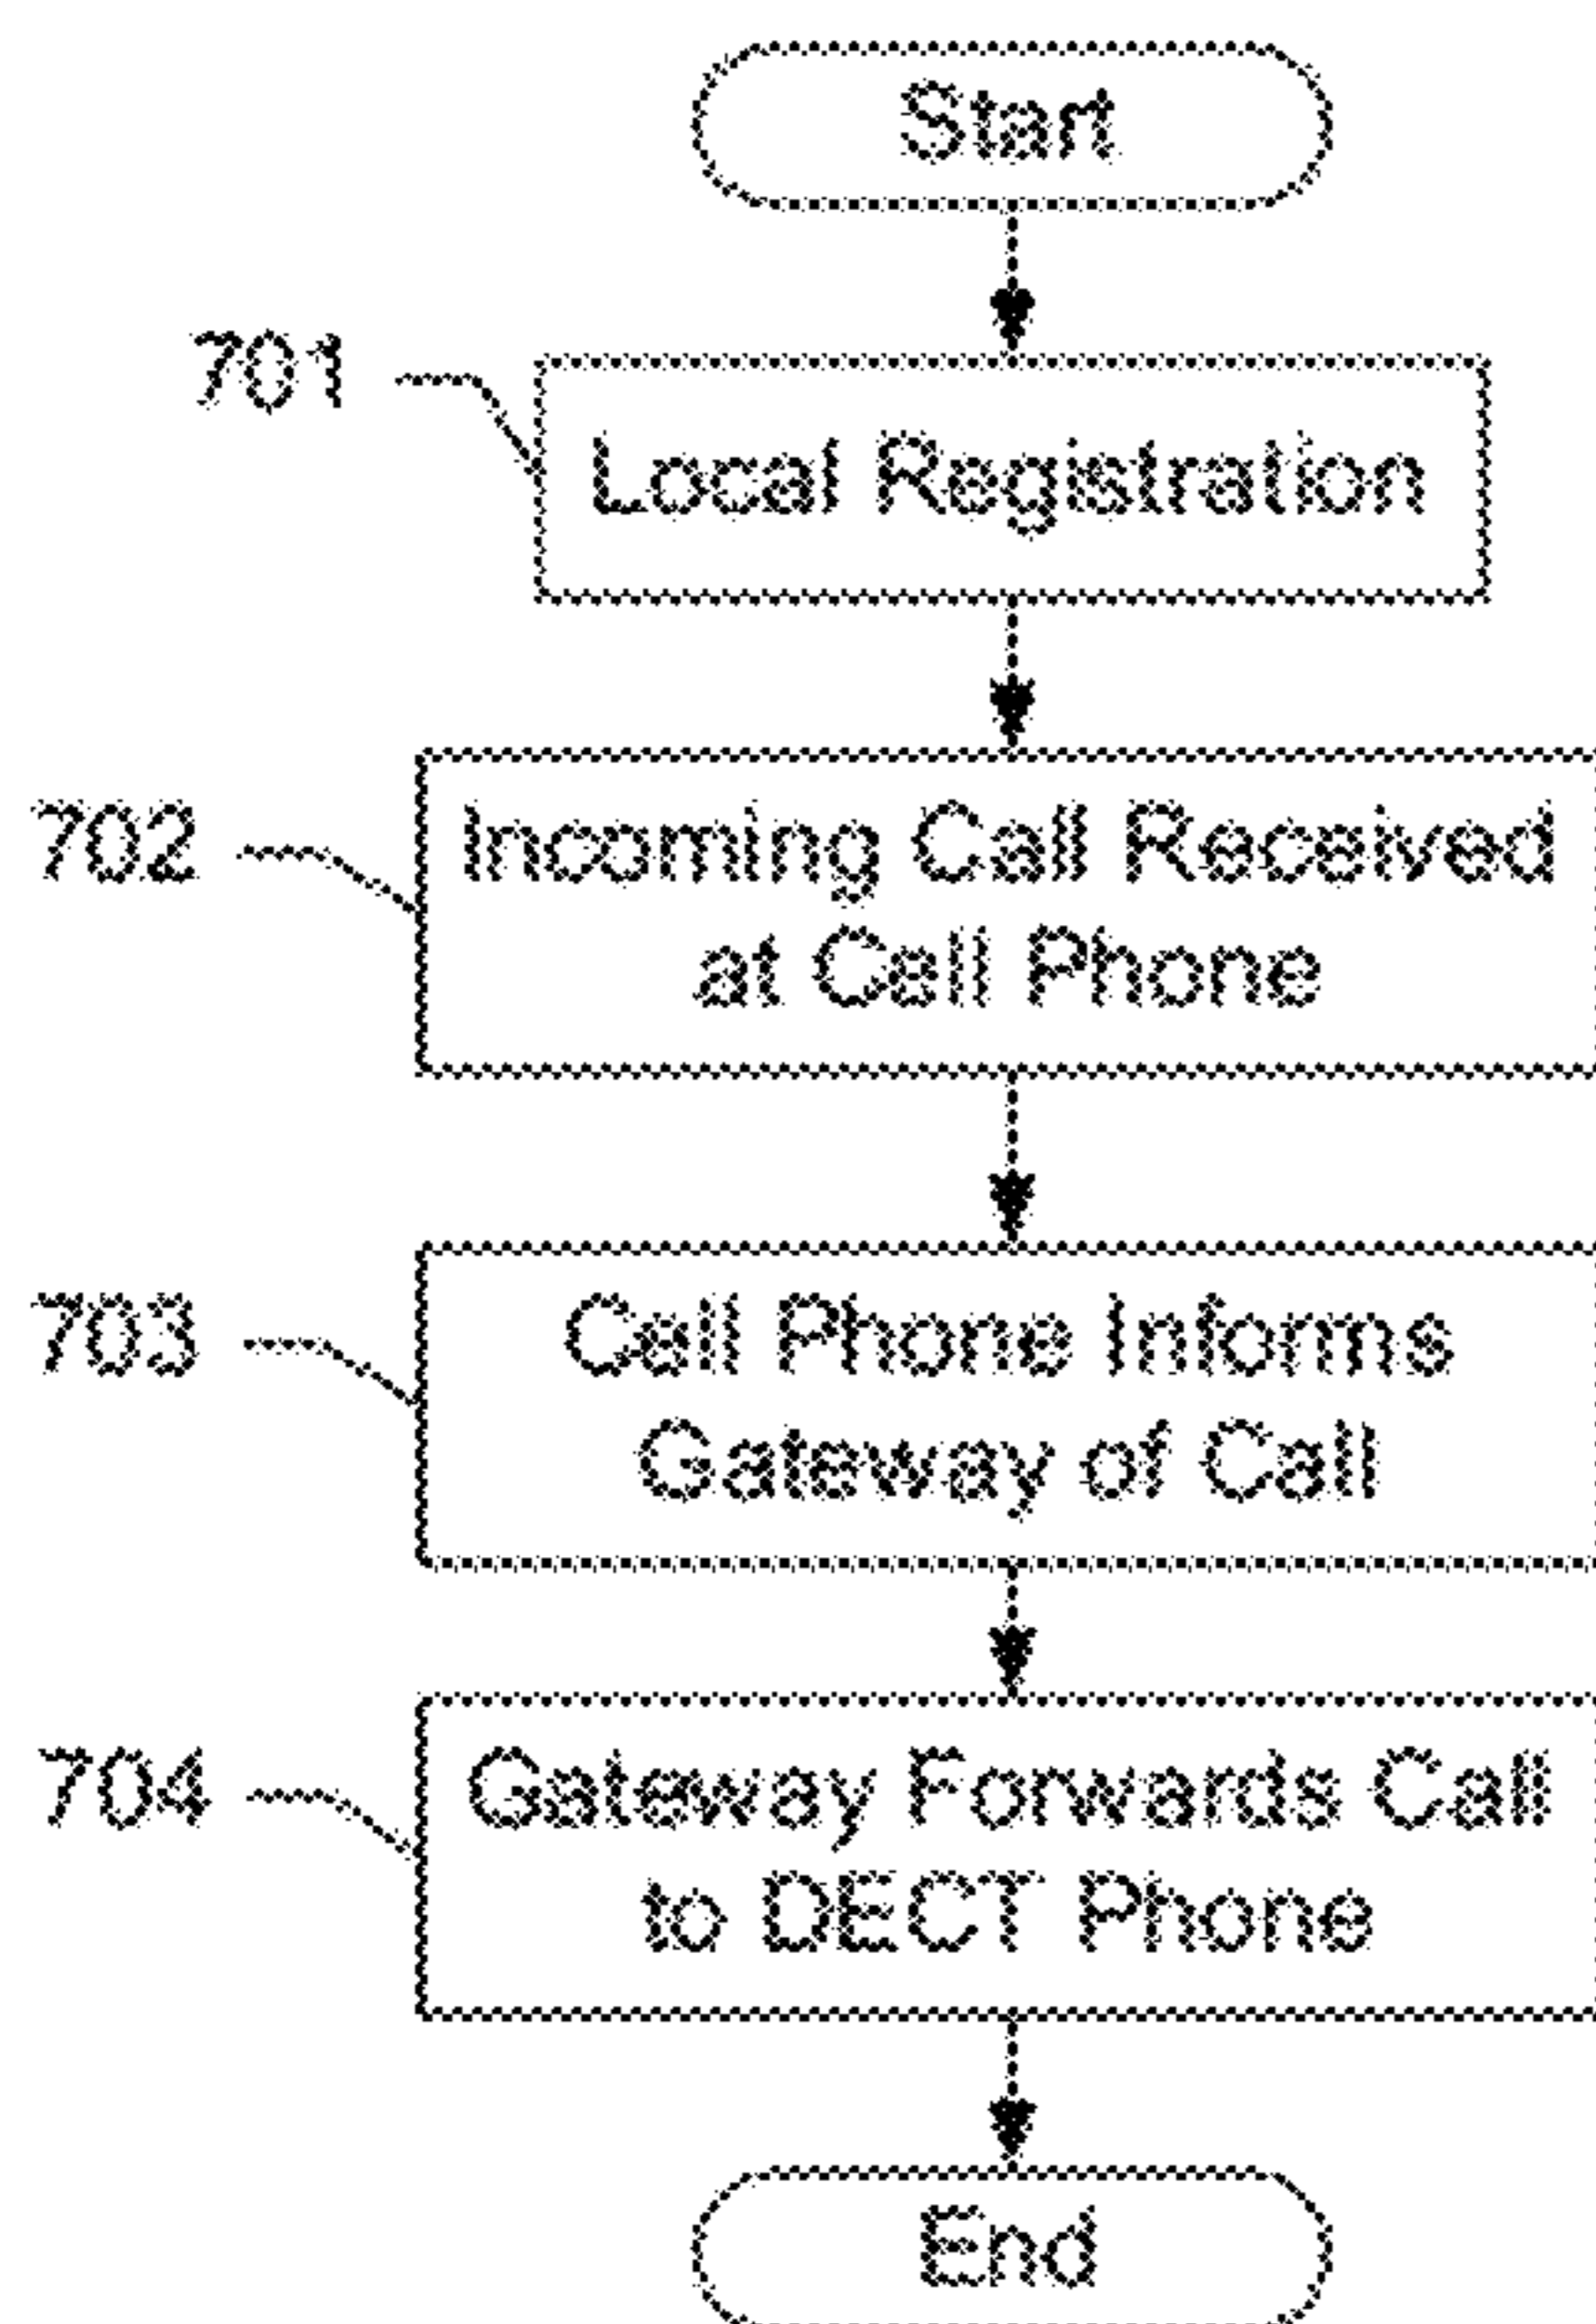 Start
701
Local Registration
702
Incoming Call Received
at Cell Phone
703
Cell Phone Informs
Gateway of Call
704
Gateway Forwards Call
to DECT Phone
End